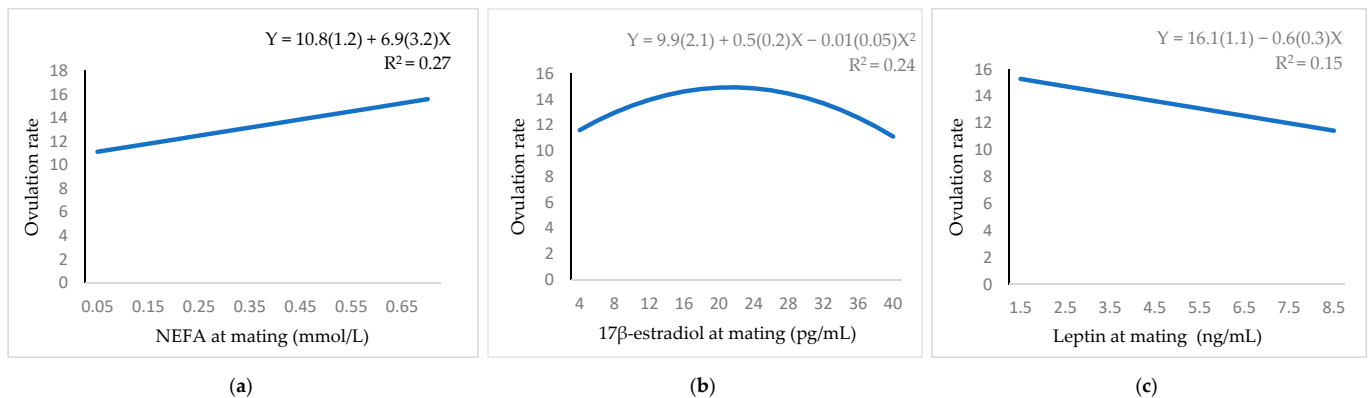 Y = 10.8(1.2) + 6.9(3.2)X
R² = 0.27
18
16
14
12
10
8
6
4
2
0
Ovulation rate
0.05 0.15 0.25 0.35 0.45 0.55 0.65
NEFA at mating (mmol/L)
(a)
Y = 9.9(2.1) + 0.5(0.2)X − 0.01(0.05)X²
R² = 0.24
16
14
12
10
8
6
4
2
0
Ovulation rate
4 8 12 16 20 24 28 32 36 40
17β-estradiol at mating (pg/mL)
(b)
Y = 16.1(1.1) − 0.6(0.3)X
R² = 0.15
16
14
12
10
8
6
4
2
0
Ovulation rate
1.5 2.5 3.5 4.5 5.5 6.5 7.5 8.5
Leptin at mating (ng/mL)
(c)